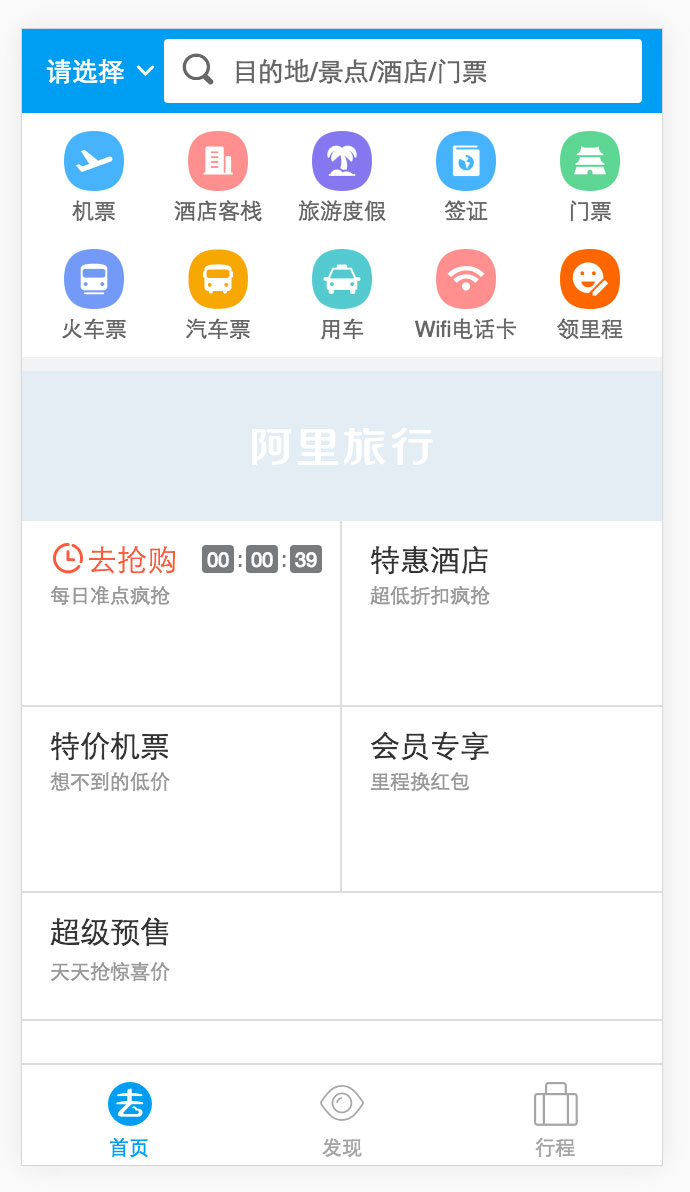 请选择 目的地/景点/酒店/门票
机票 酒店客栈 旅游度假 签证 门票
火车票 汽车票 用车 Wifi电话卡 领里程
阿里旅行
去抢购 00:00:39
每日准点疯抢
特惠酒店
超低折扣疯抢
特价机票
想不到的低价
会员专享
里程换红包
超级预售
天天抢惊喜价
去
首页 发现 行程